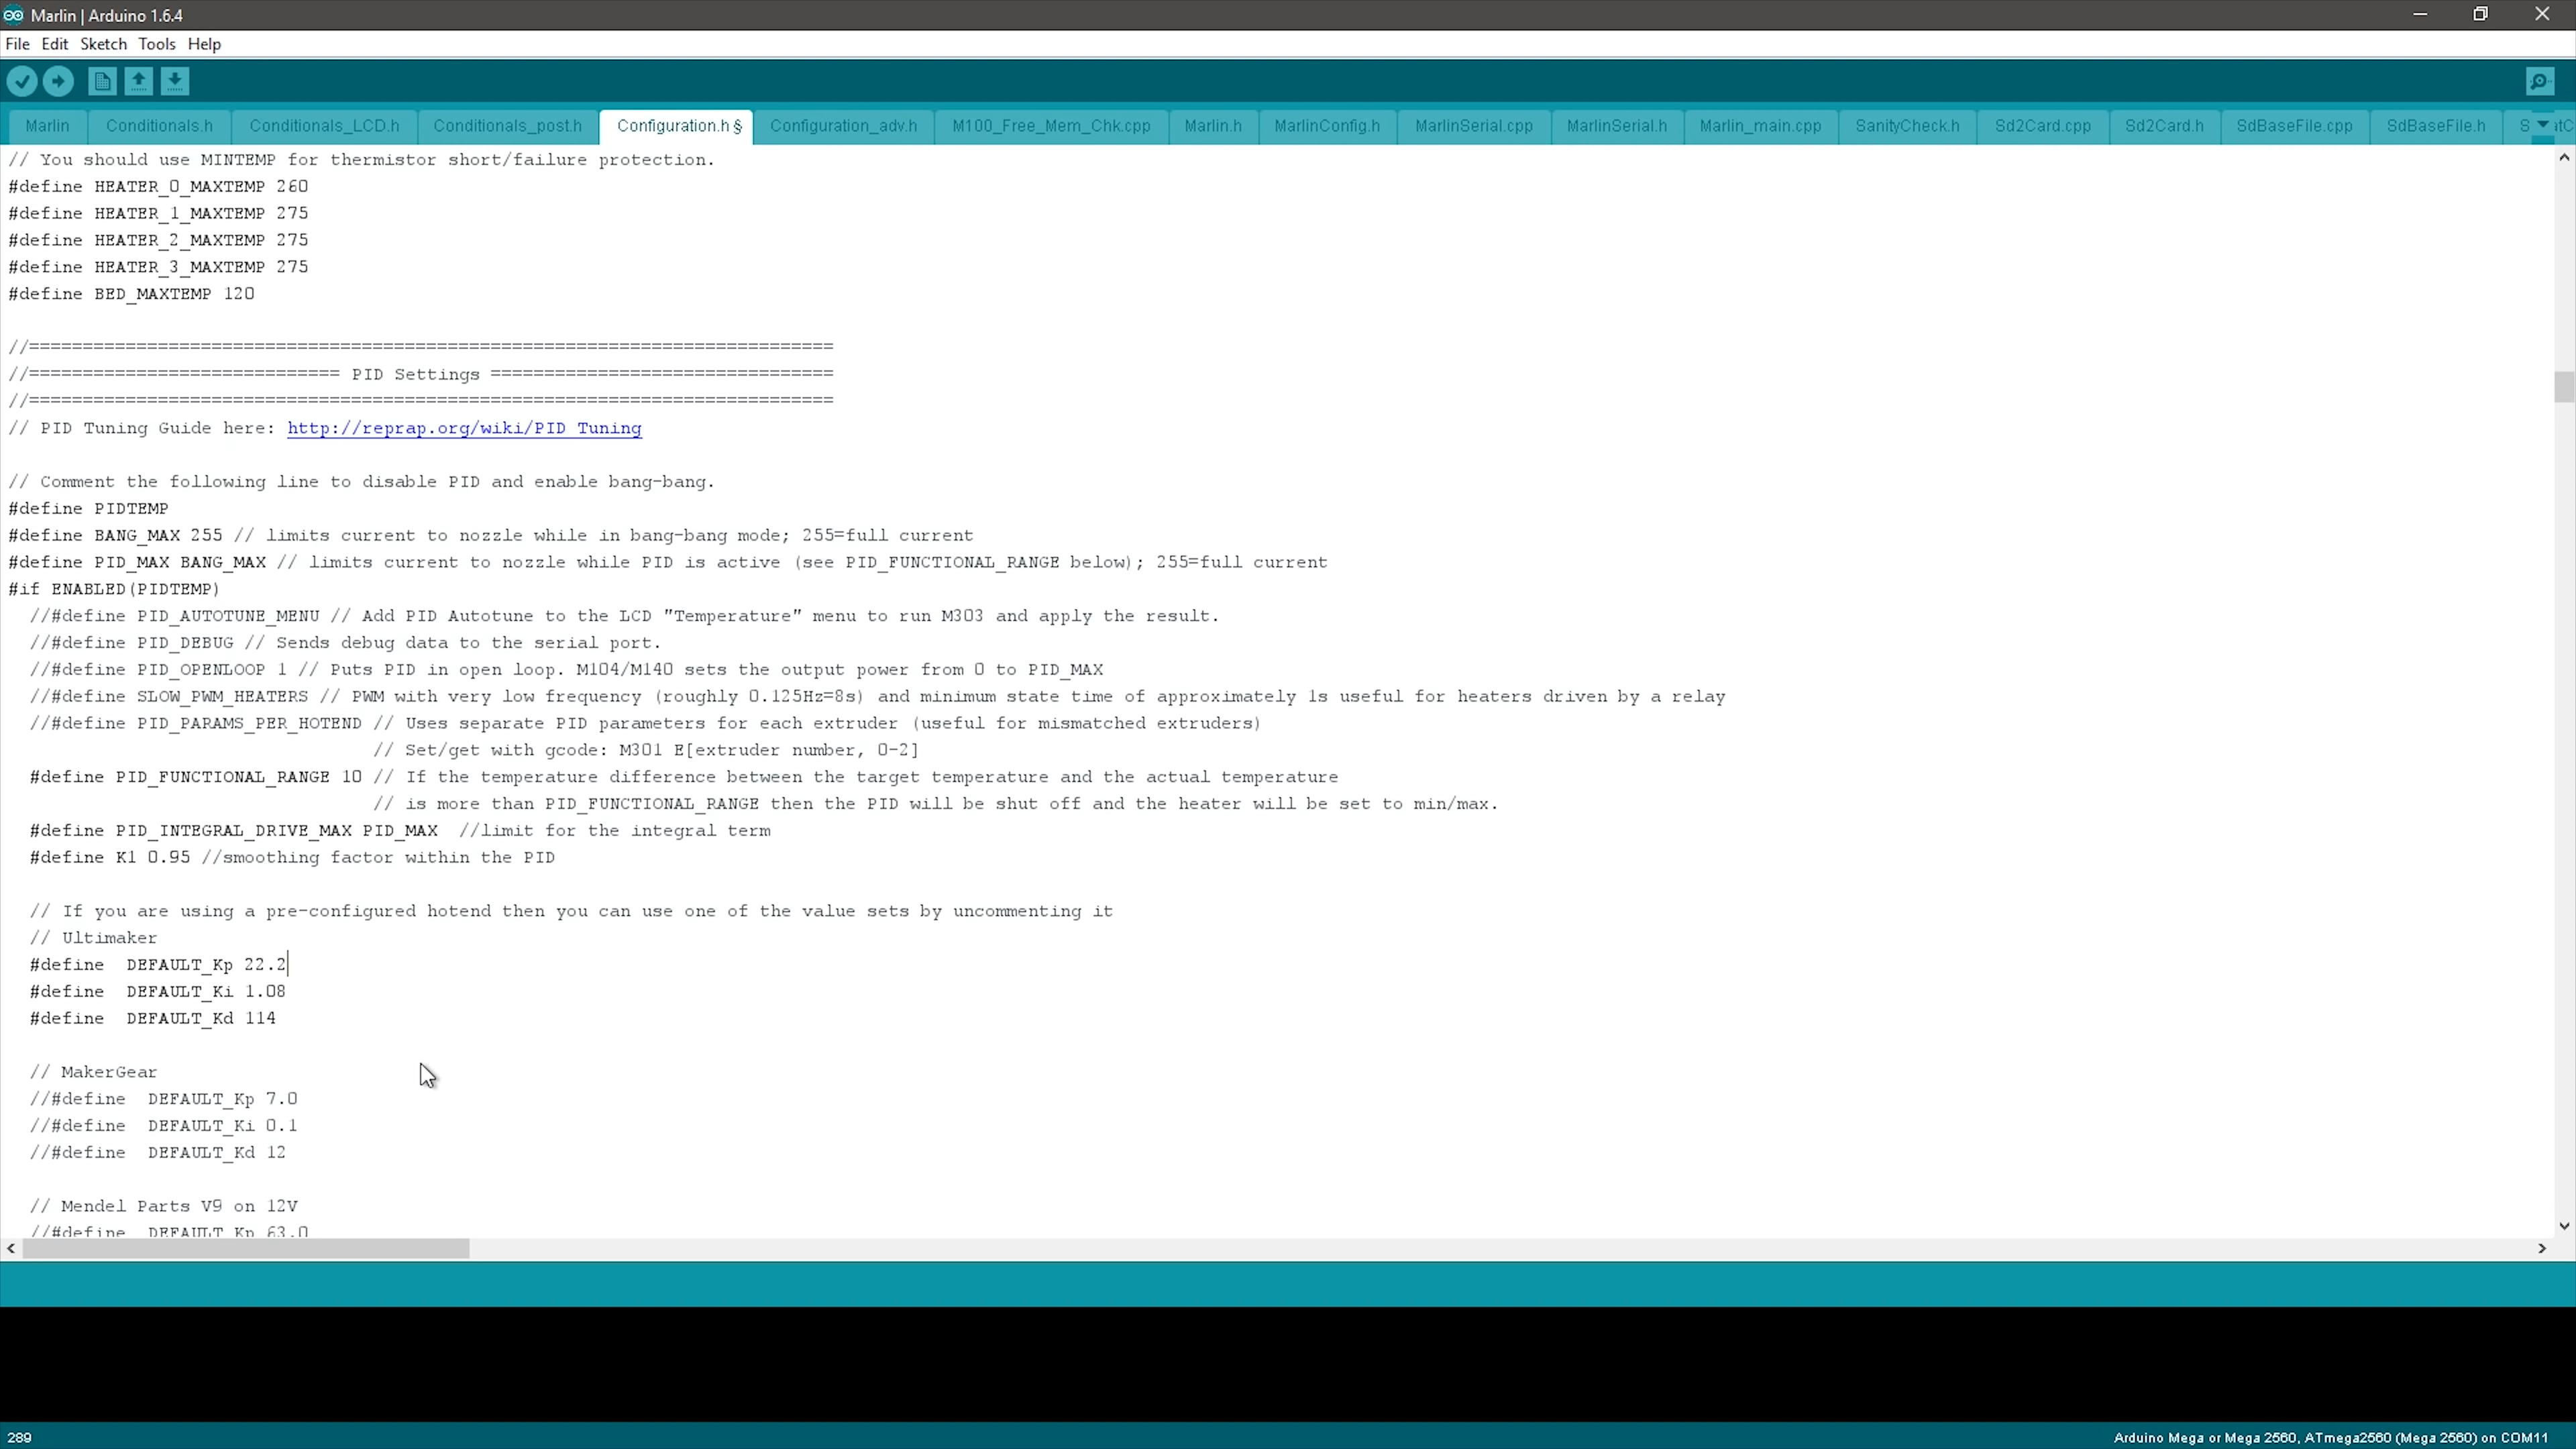 Marlin | Arduino 1.6.4
File Edit Sketch Tools Help
Marlin Conditionals.h Conditionals_LCD.h Conditionals_post.h Configuration.h § Configuration_adv.h M100_Free_Mem_Chk.cpp Marlin.h MarlinConfig.h MarlinSerial.cpp MarlinSerial.h Marlin_main.cpp SanityCheck.h Sd2Card.cpp Sd2Card.h SdBaseFile.cpp SdBaseFile.h
// You should use MINTEMP for thermistor short/failure protection.
#define HEATER_0_MAXTEMP 260
#define HEATER_1_MAXTEMP 275
#define HEATER_2_MAXTEMP 275
#define HEATER_3_MAXTEMP 275
#define BED_MAXTEMP 120
//===========================================================================
//============================= PID Settings ================================
//===========================================================================
// PID Tuning Guide here: http://reprap.org/wiki/PID_Tuning
// Comment the following line to disable PID and enable bang-bang.
#define PIDTEMP
#define BANG_MAX 255 // limits current to nozzle while in bang-bang mode; 255=full current
#define PID_MAX BANG_MAX // limits current to nozzle while PID is active (see PID_FUNCTIONAL_RANGE below); 255=full current
#if ENABLED(PIDTEMP)
  //#define PID_AUTOTUNE_MENU // Add PID Autotune to the LCD "Temperature" menu to run M303 and apply the result.
  //#define PID_DEBUG // Sends debug data to the serial port.
  //#define PID_OPENLOOP 1 // Puts PID in open loop. M104/M140 sets the output power from 0 to PID_MAX
  //#define SLOW_PWM_HEATERS // PWM with very low frequency (roughly 0.125Hz=8s) and minimum state time of approximately 1s useful for heaters driven by a relay
  //#define PID_PARAMS_PER_HOTEND // Uses separate PID parameters for each extruder (useful for mismatched extruders)
                                  // Set/get with gcode: M301 E[extruder number, 0-2]
  #define PID_FUNCTIONAL_RANGE 10 // If the temperature difference between the target temperature and the actual temperature
                                  // is more than PID_FUNCTIONAL_RANGE then the PID will be shut off and the heater will be set to min/max.
  #define PID_INTEGRAL_DRIVE_MAX PID_MAX  //limit for the integral term
  #define K1 0.95 //smoothing factor within the PID
  // If you are using a pre-configured hotend then you can use one of the value sets by uncommenting it
  // Ultimaker
  #define  DEFAULT_Kp 22.2
  #define  DEFAULT_Ki 1.08
  #define  DEFAULT_Kd 114
  // MakerGear
  //#define  DEFAULT_Kp 7.0
  //#define  DEFAULT_Ki 0.1
  //#define  DEFAULT_Kd 12
  // Mendel Parts V9 on 12V
  //#define  DEFAULT_Kp 63.0
289
Arduino Mega or Mega 2560, ATmega2560 (Mega 2560) on COM11